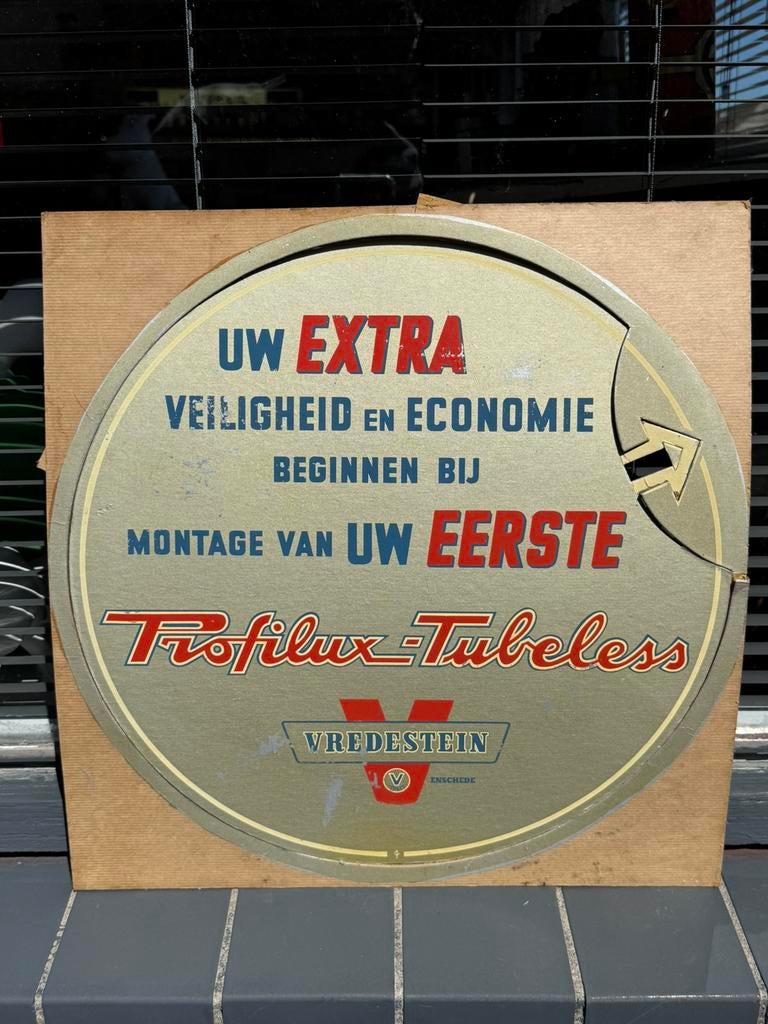 UW EXTRA
VEILIGHEID EN ECONOMIE
BEGINNEN BIJ
MONTAGE VAN UW EERSTE
Profilux-Tubeless
VREDESTEIN
V
ENSCHEDE